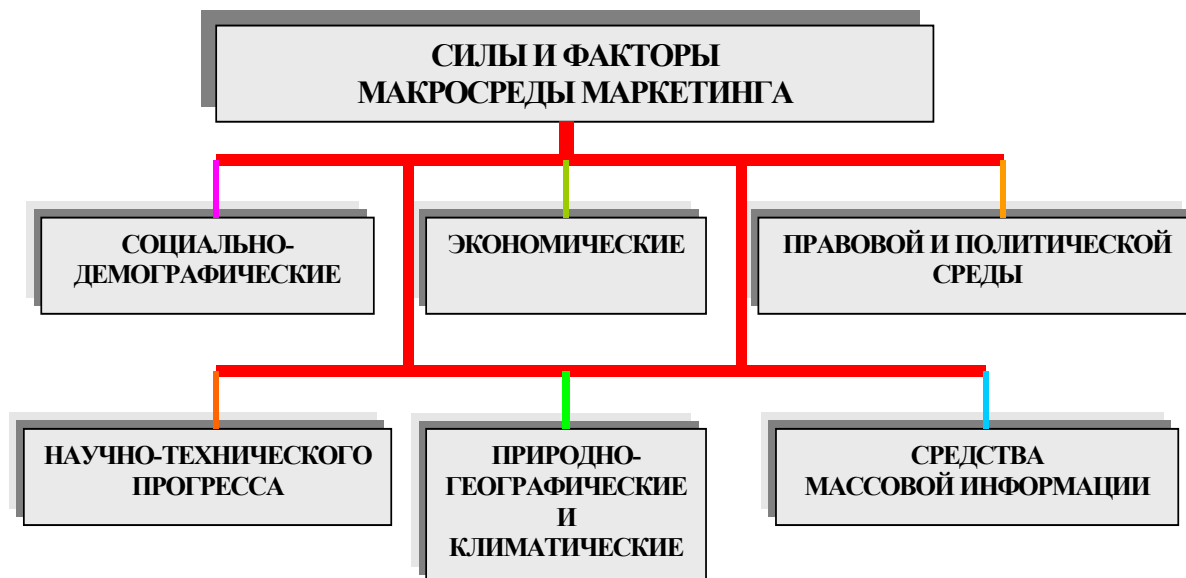 СИЛЫ И ФАКТОРЫ
МАКРОСРЕДЫ МАРКЕТИНГА
СОЦИАЛЬНО-
ДЕМОГРАФИЧЕСКИЕ
ЭКОНОМИЧЕСКИЕ
ПРАВОВОЙ И ПОЛИТИЧЕСКОЙ
СРЕДЫ
НАУЧНО-ТЕХНИЧЕСКОГО
ПРОГРЕССА
ПРИРОДНО-
ГЕОГРАФИЧЕСКИЕ
И
КЛИМАТИЧЕСКИЕ
СРЕДСТВА
МАССОВОЙ ИНФОРМАЦИИ